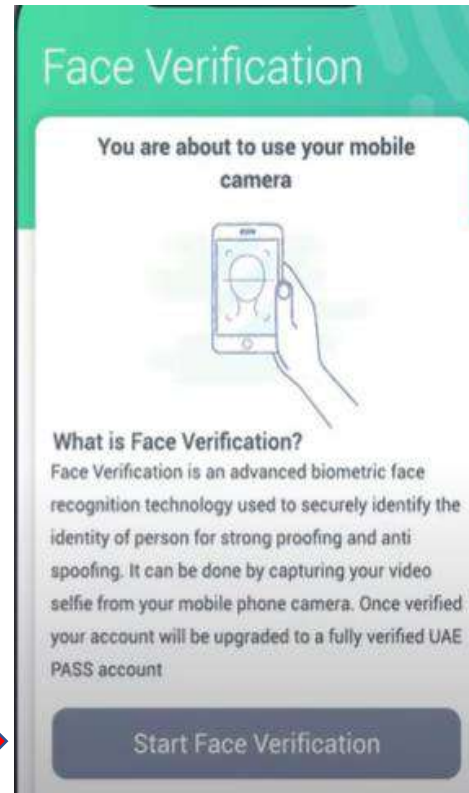 Face Verification
You are about to use your mobile
camera
What is Face Verification?
Face Verification is an advanced biometric face
recognition technology used to securely identify the
identity of person for strong proofing and anti
spoofing. It can be done by capturing your video
selfie from your mobile phone camera. Once verified
your account will be upgraded to a fully verified UAE
PASS account
Start Face Verification